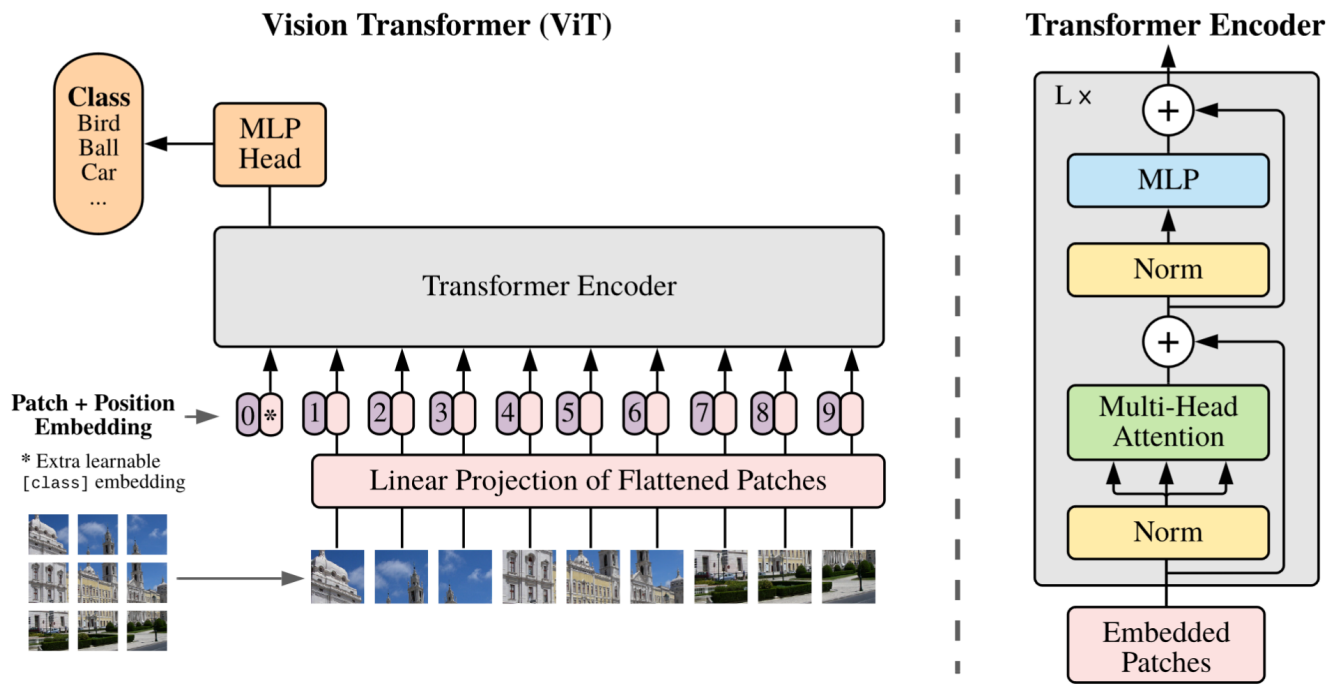 Vision Transformer (ViT)
Class
Bird
Ball
Car
...
MLP
Head
Transformer Encoder
Patch + Position
Embedding
* Extra learnable
[class] embedding
0 * 1 2 3 4 5 6 7 8 9
Linear Projection of Flattened Patches
Transformer Encoder
L ×
+
MLP
Norm
+
Multi-Head
Attention
Norm
Embedded
Patches